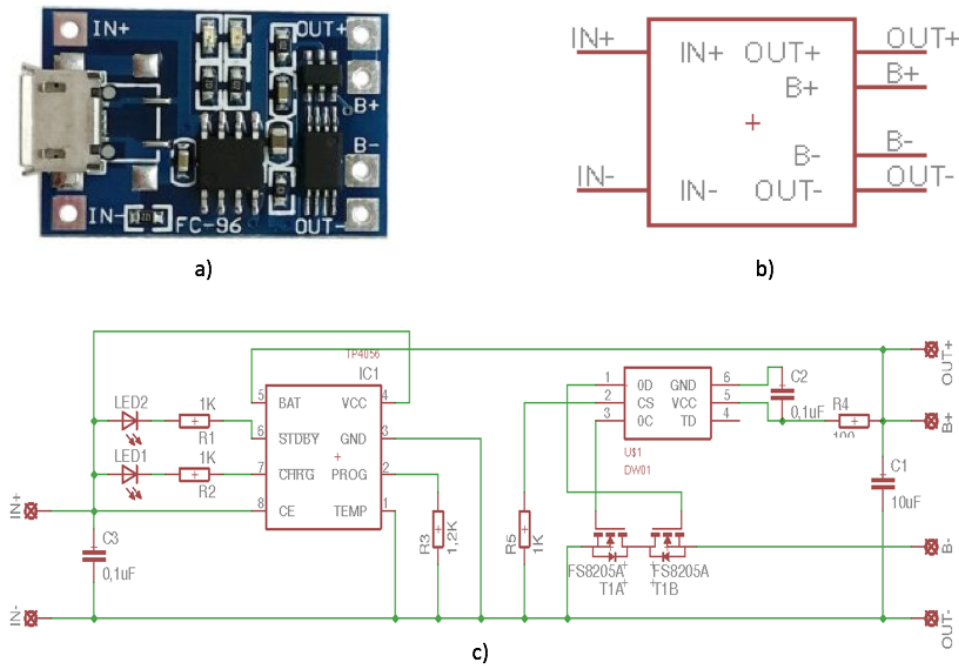 IN+
OUT+
B+
B-
IN-
FC-96
OUT-
a)
IN+
IN+
OUT+
OUT+
B+
B+
B-
B-
IN-
IN-
OUT-
OUT-
b)
TP4056
IC1
LED2
1K
R1
LED1
1K
R2
5
BAT
VCC
4
6
STDBY
GND
3
7
CHRG
PROG
2
8
CE
TEMP
1
IN+
C3
0,1uF
IN-
R3
1,2K
R5
1K
1
0D
GND
6
2
CS
VCC
5
3
0C
TD
4
U$1
DW01
C2
0,1uF
R4
100
C1
10uF
FS8205A
T1A
FS8205A
T1B
OUT+
B+
B-
OUT-
c)